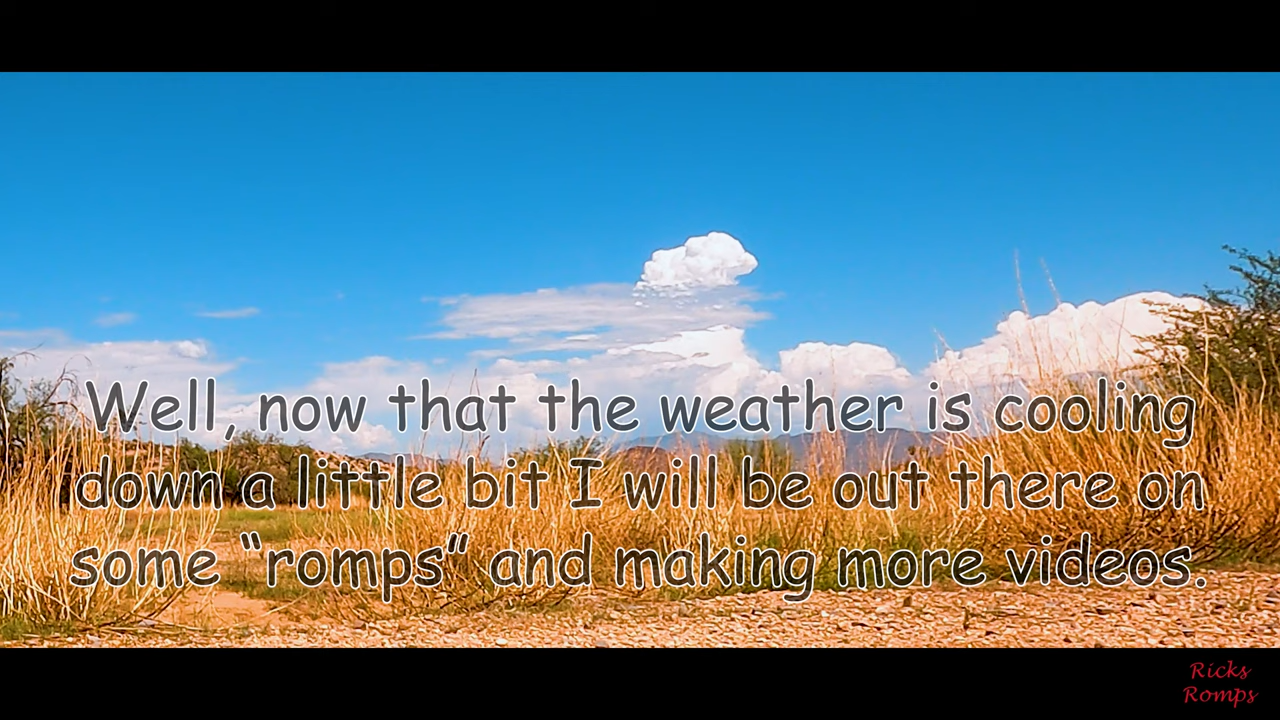 Well, now that the weather is cooling
down a little bit I will be out there on
some “romps” and making more videos.
Ricks
Romps